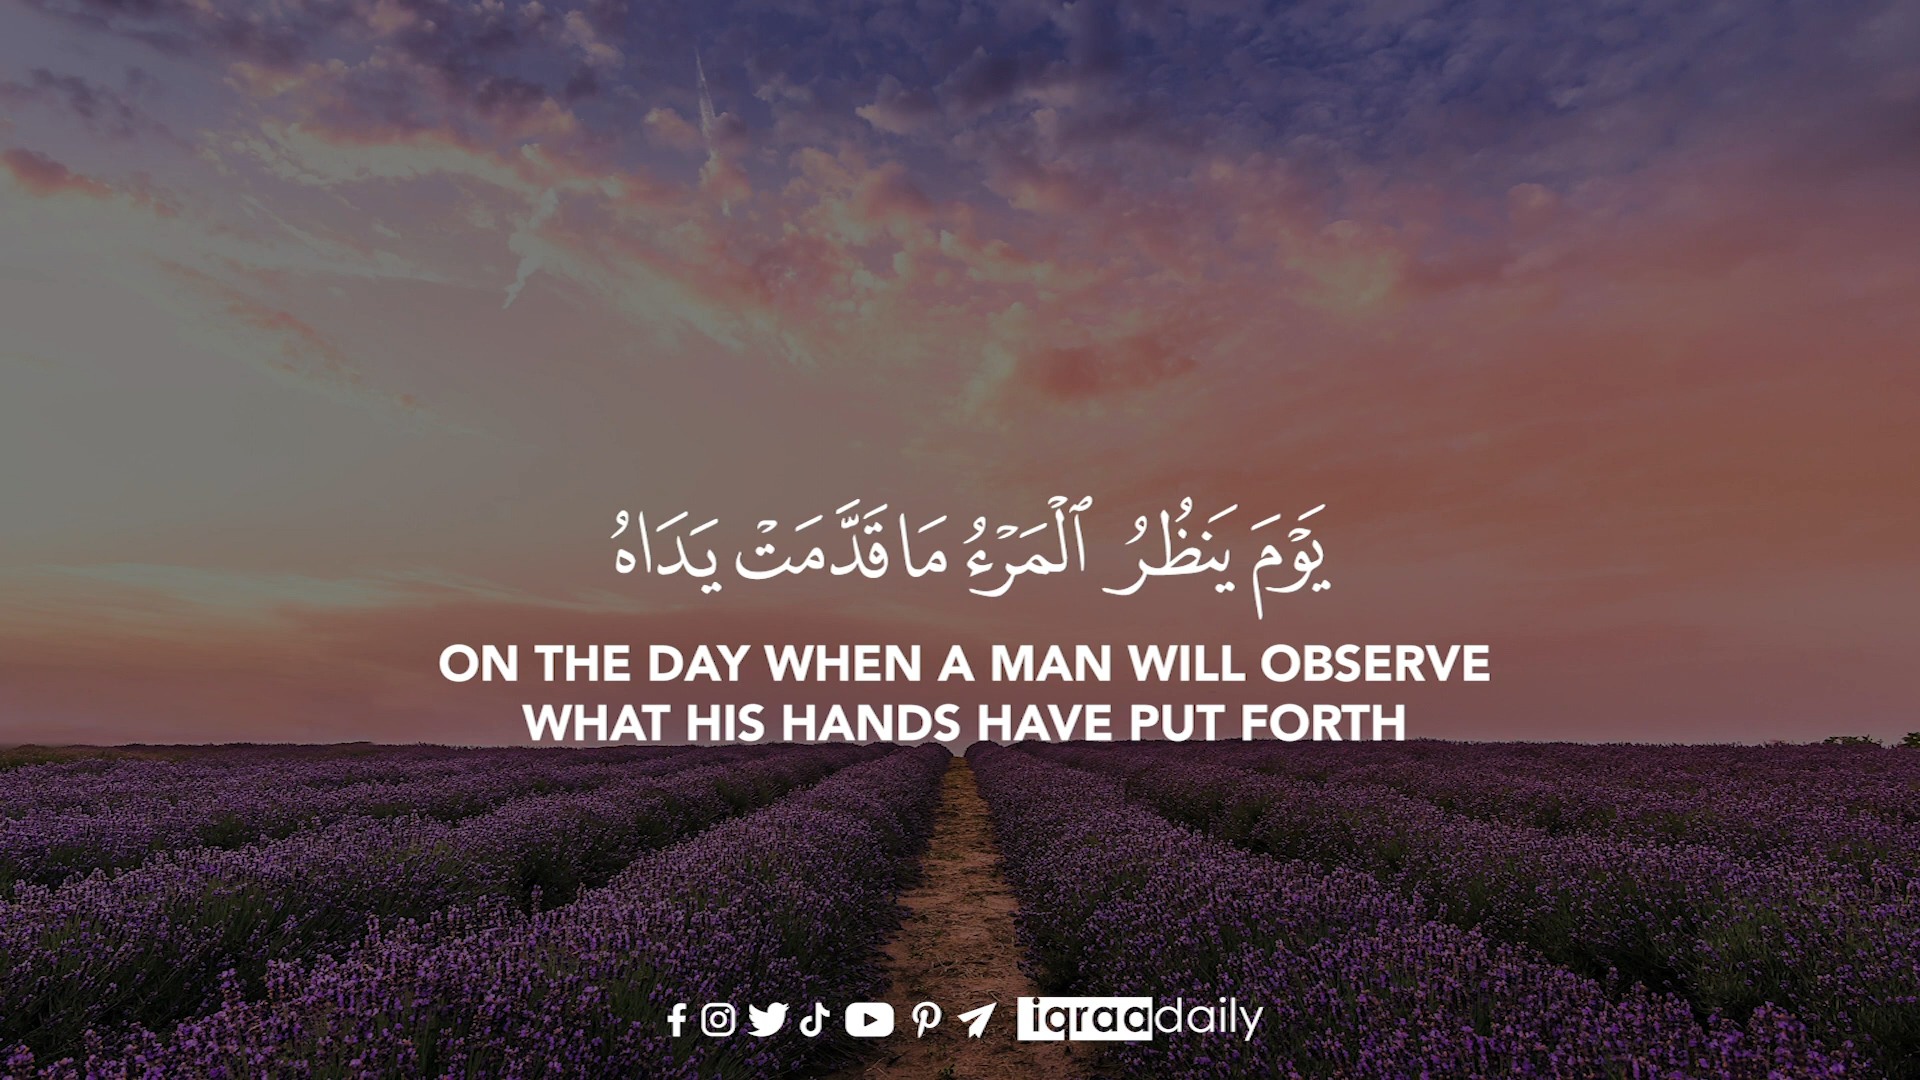 يَوْمَ يَنظُرُ ٱلْمَرْءُ مَا قَدَّمَتْ يَدَاهُ
ON THE DAY WHEN A MAN WILL OBSERVE
WHAT HIS HANDS HAVE PUT FORTH
iqraadaily